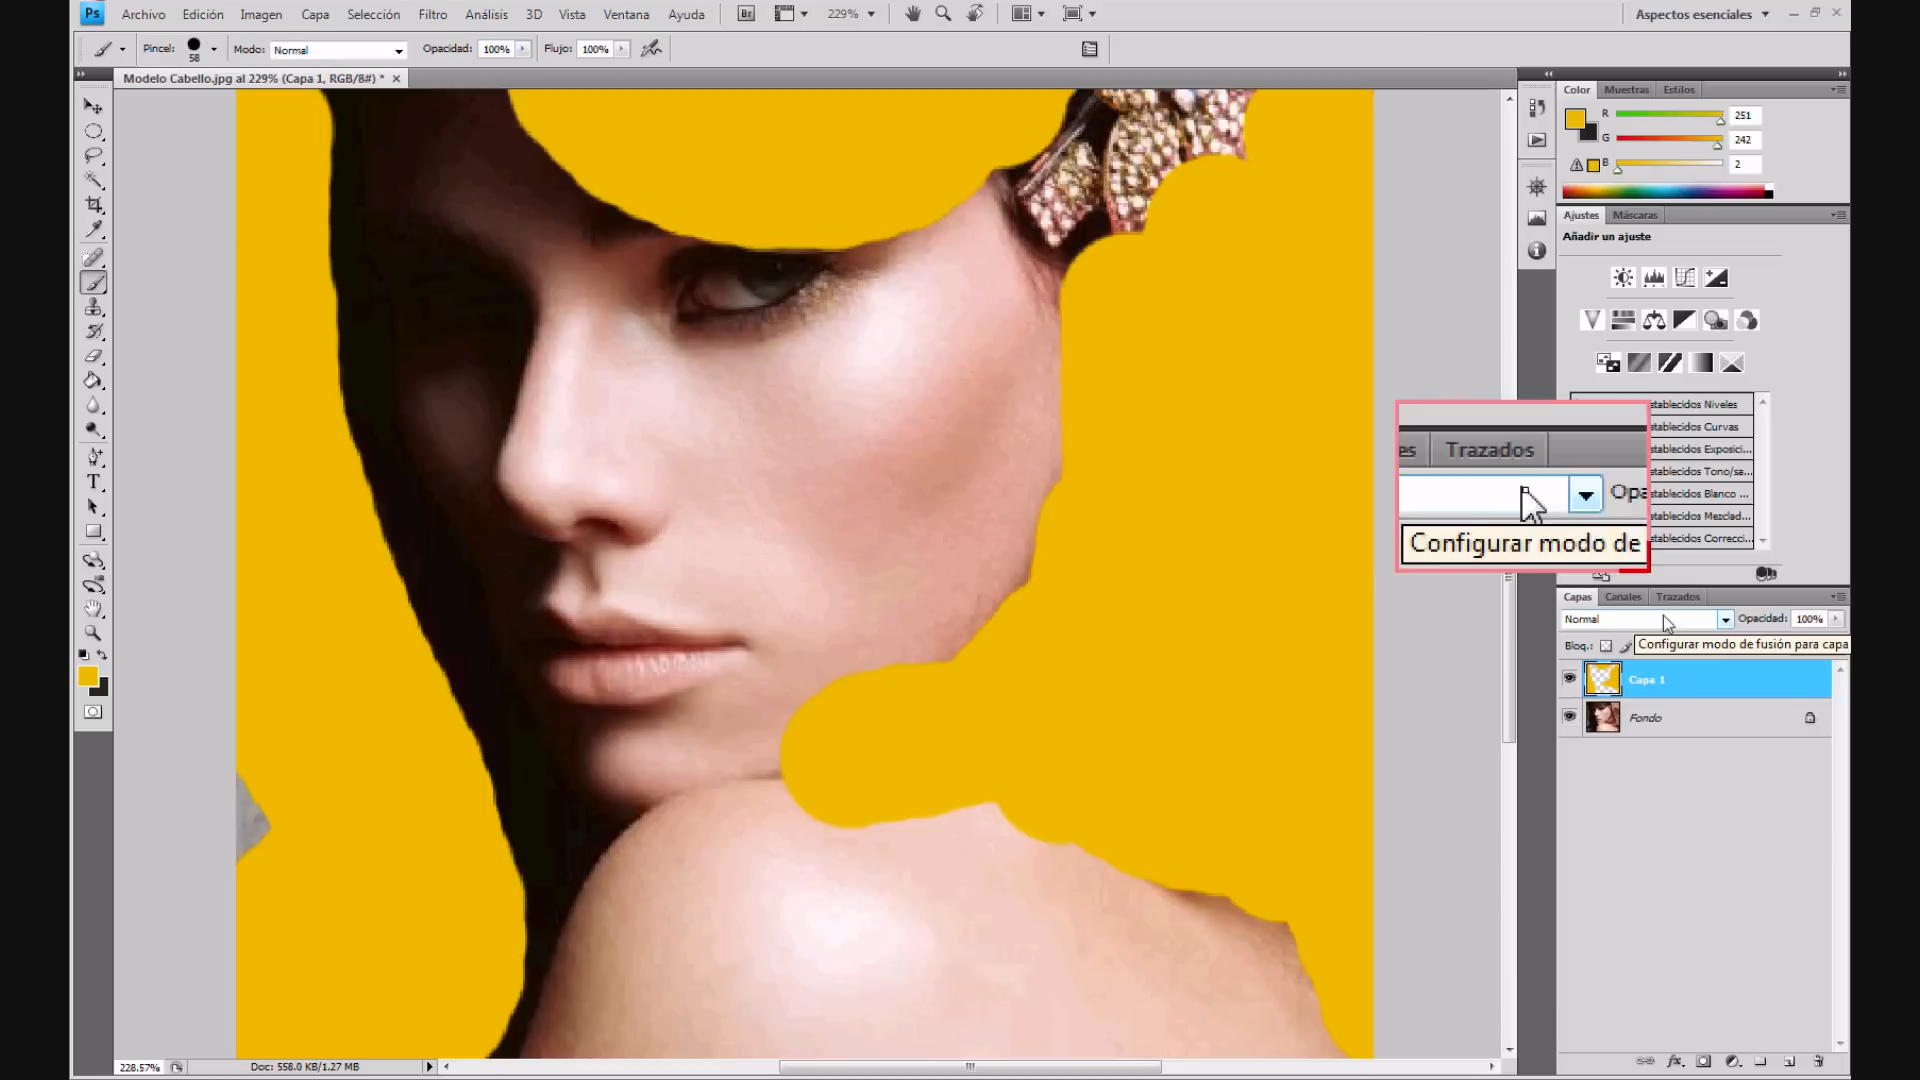 Ps Archivo Edición Imagen Capa Selección Filtro Análisis 3D Vista Ventana Ayuda Br 229% Aspectos esenciales
Pincel: 58 Modo: Normal Opacidad: 100% Flujo: 100%
Modelo Cabello.jpg al 229% (Capa 1, RGB/8#) *
Color Muestras Estilos
R 251
G 242
B 2
Ajustes Máscaras
Añadir un ajuste
stablecidos Niveles
stablecidos Curvas
stablecidos Exposici...
stablecidos Tono/sa...
stablecidos Blanco ...
stablecidos Mezclad...
stablecidos Correcci...
es Trazados
Opa
Configurar modo de
Capas Canales Trazados
Normal Opacidad: 100%
Bloq.:
Configurar modo de fusión para capa
Capa 1
Fondo
T
228.57% Doc: 558.0 KB/1.27 MB
fx